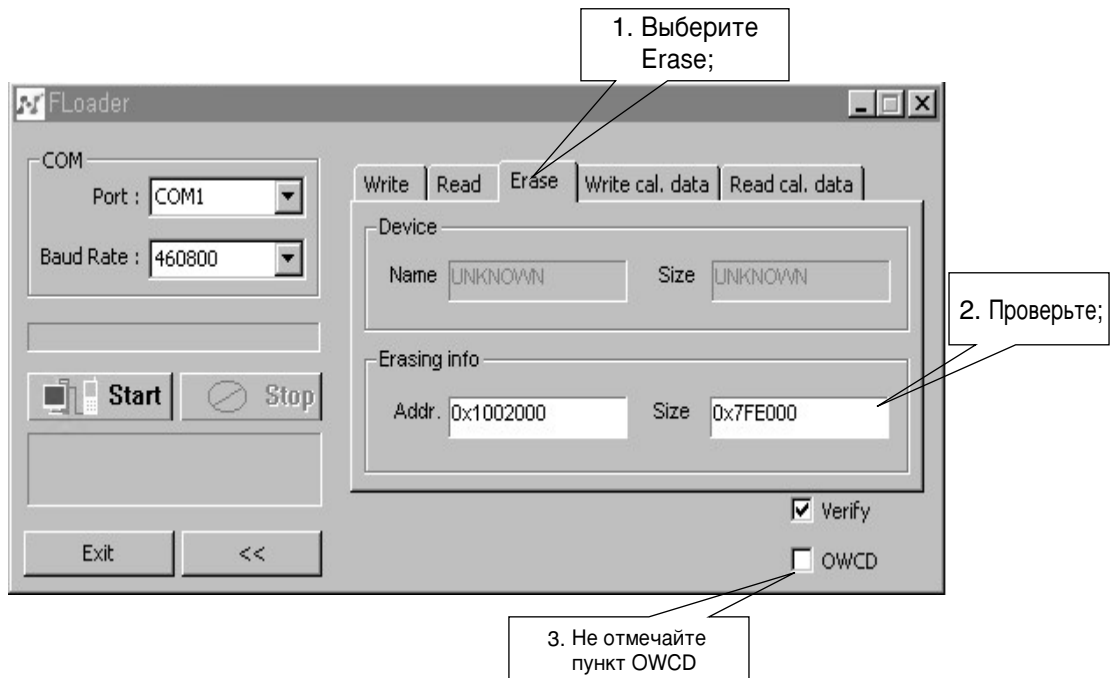 1. Выберите
Erase;
FLoader
COM
Port : COM1
Baud Rate : 460800
Write Read Erase Write cal. data Read cal. data
Device
Name UNKNOWN Size UNKNOWN
2. Проверьте;
Erasing info
Start Stop
Addr. 0x1002000 Size 0x7FE000
Verify
Exit <<
OWCD
3. Не отмечайте
пункт OWCD